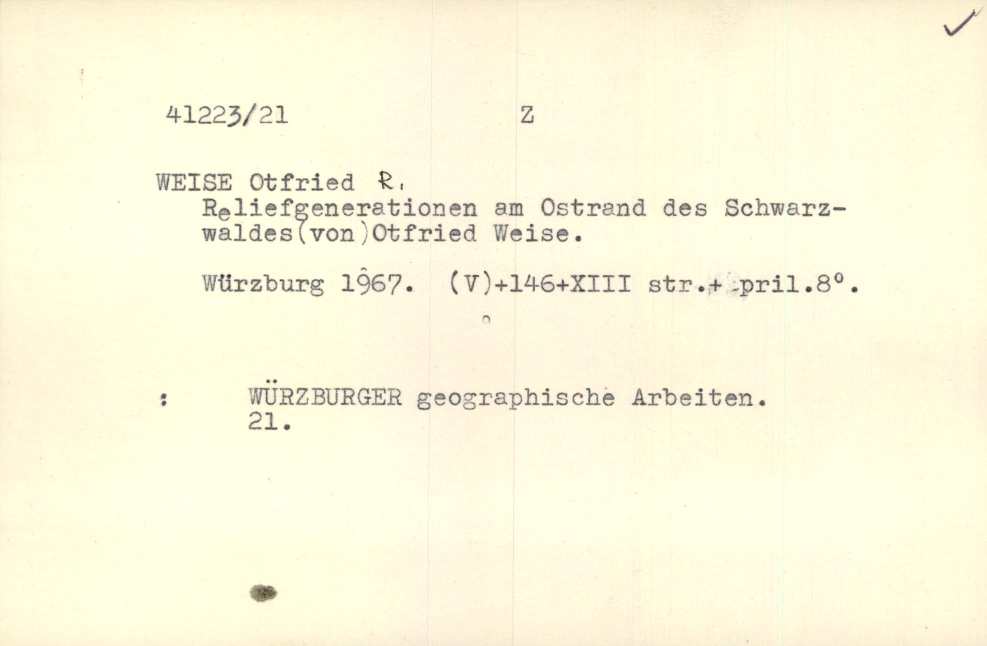 41223/21 Z
WEISE Otfried R.
Reliefgenerationen am Ostrand des Schwarz-
waldes(von)Otfried Weise.
Würzburg 1967. (V)+146+XIII str.+ pril.8°.
: WÜRZBURGER geographische Arbeiten.
21.